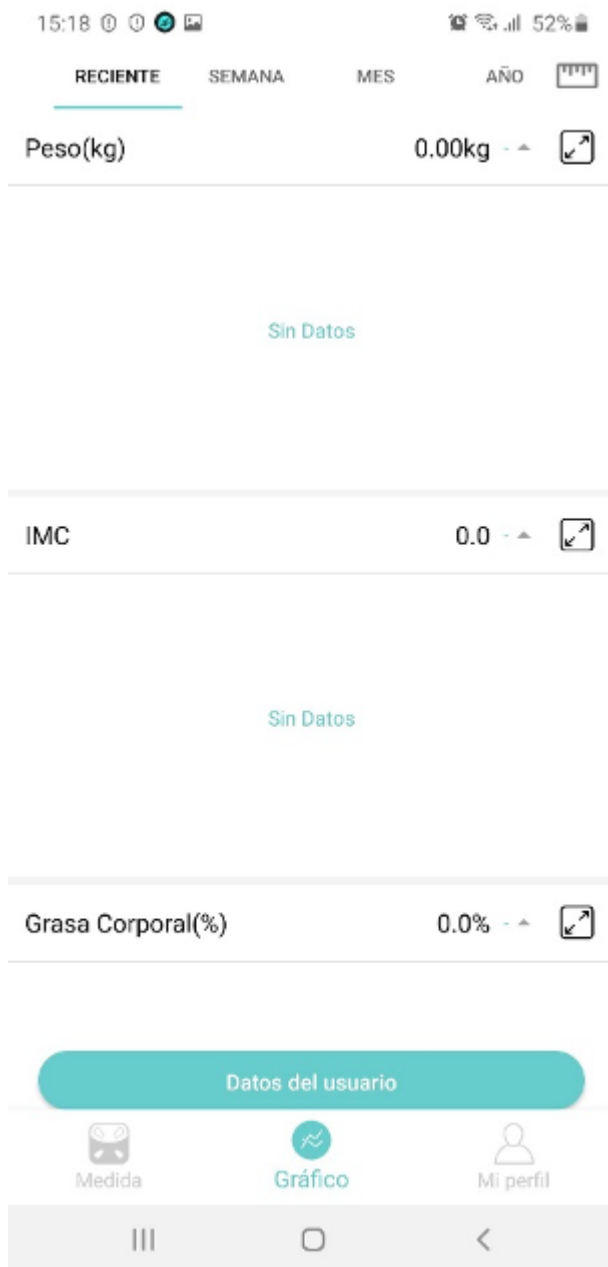 15:18 52%
RECIENTE SEMANA MES AÑO
Peso(kg) 0.00kg -
Sin Datos
IMC 0.0 -
Sin Datos
Grasa Corporal(%) 0.0% -
Datos del usuario
Medida Gráfico Mi perfil